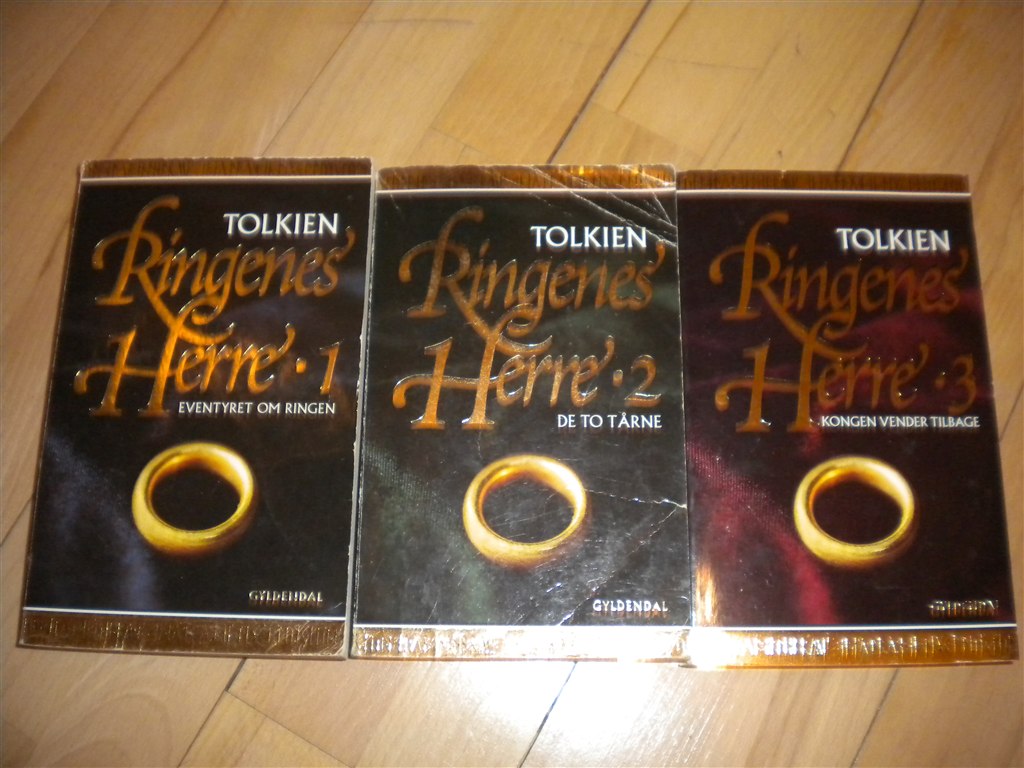 TOLKIEN
Ringenes
Herre · 1
EVENTYRET OM RINGEN
GYLDENDAL
TOLKIEN
Ringenes
Herre · 2
DE TO TÅRNE
GYLDENDAL
TOLKIEN
Ringenes
Herre · 3
KONGEN VENDER TILBAGE
GYLDENDAL